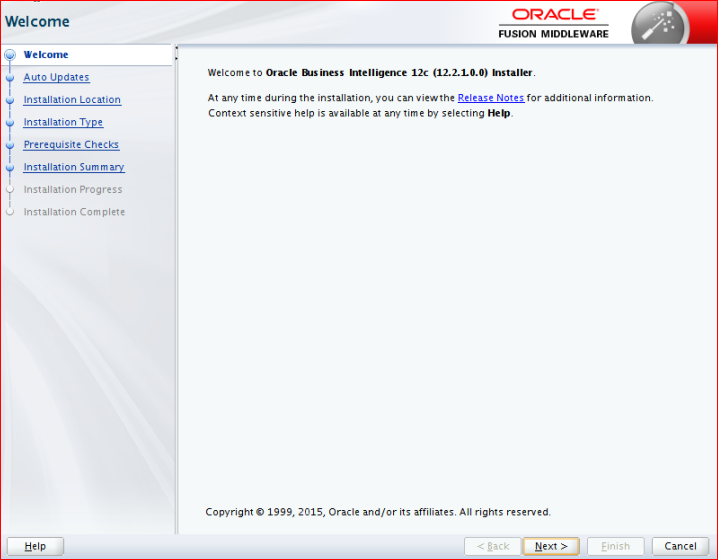 Welcome
ORACLE
FUSION MIDDLEWARE
Welcome
Auto Updates
Installation Location
Installation Type
Prerequisite Checks
Installation Summary
Installation Progress
Installation Complete
Welcome to Oracle Business Intelligence 12c (12.2.1.0.0) Installer.
At any time during the installation, you can view the Release Notes for additional information.
Context sensitive help is available at any time by selecting Help.
Copyright © 1999, 2015, Oracle and/or its affiliates. All rights reserved.
Help
< Back
Next >
Finish
Cancel